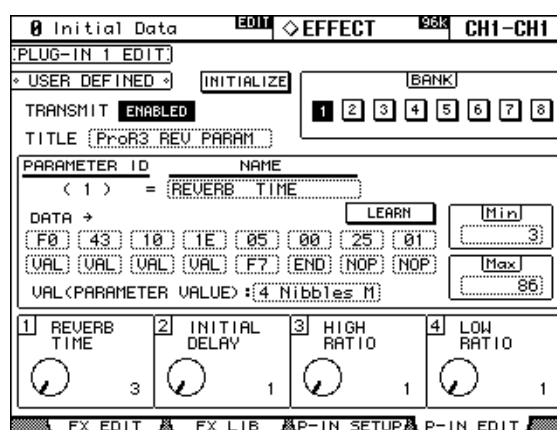 0 Initial Data EDIT ◇EFFECT 96k CH1-CH1
PLUG-IN 1 EDIT
USER DEFINED INITIALIZE BANK
TRANSMIT ENABLED 1 2 3 4 5 6 7 8
TITLE ProR3 REV PARAM
PARAMETER ID NAME
( 1 ) = REVERB TIME
DATA → LEARN Min
F0 43 10 1E 05 00 25 01 3
VAL VAL VAL VAL F7 END NOP NOP Max
VAL(PARAMETER VALUE): 4 Nibbles M 86
1 REVERB TIME 2 INITIAL DELAY 3 HIGH RATIO 4 LOW RATIO
3 1 1 1
FX EDIT FX LIB P-IN SETUP P-IN EDIT